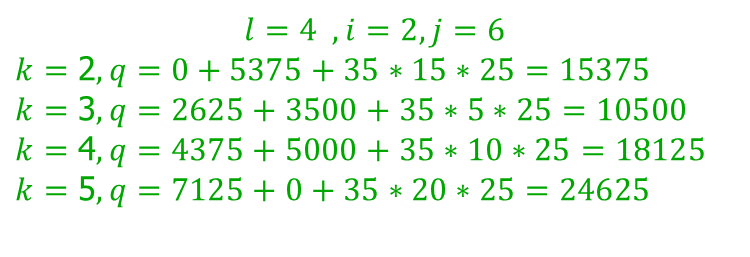 l = 4 , i = 2, j = 6
k = 2, q = 0 + 5375 + 35 * 15 * 25 = 15375
k = 3, q = 2625 + 3500 + 35 * 5 * 25 = 10500
k = 4, q = 4375 + 5000 + 35 * 10 * 25 = 18125
k = 5, q = 7125 + 0 + 35 * 20 * 25 = 24625